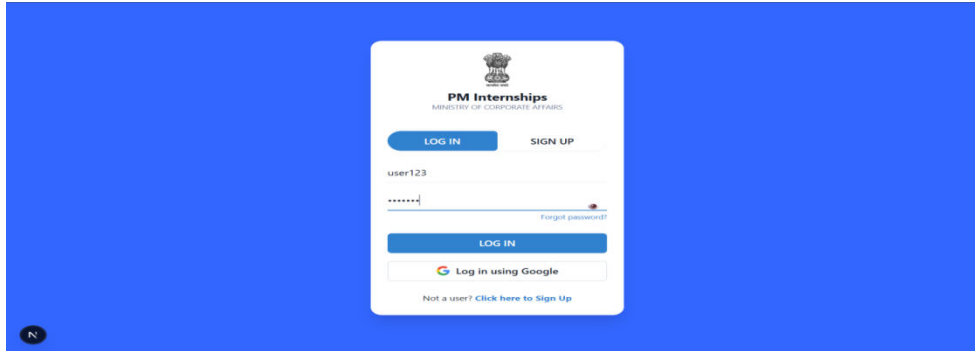 PM Internships
MINISTRY OF CORPORATE AFFAIRS
LOG IN
SIGN UP
user123
•••••••
Forgot password?
LOG IN
G Log in using Google
Not a user? Click here to Sign Up
N